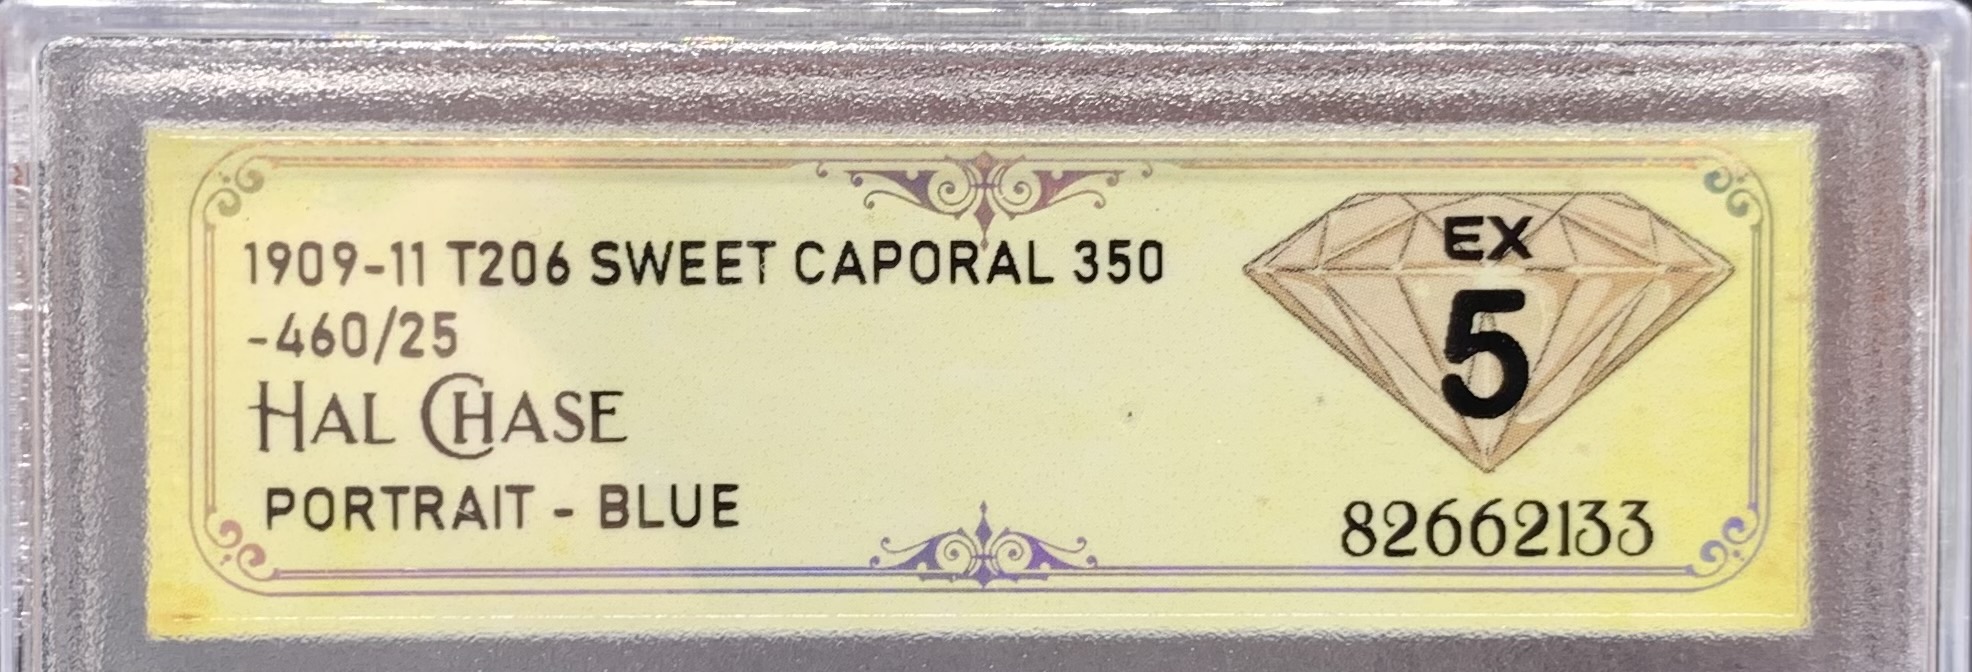 1909-11 T206 SWEET CAPORAL 350
-460/25
HAL CHASE
PORTRAIT - BLUE
EX
5
82662133